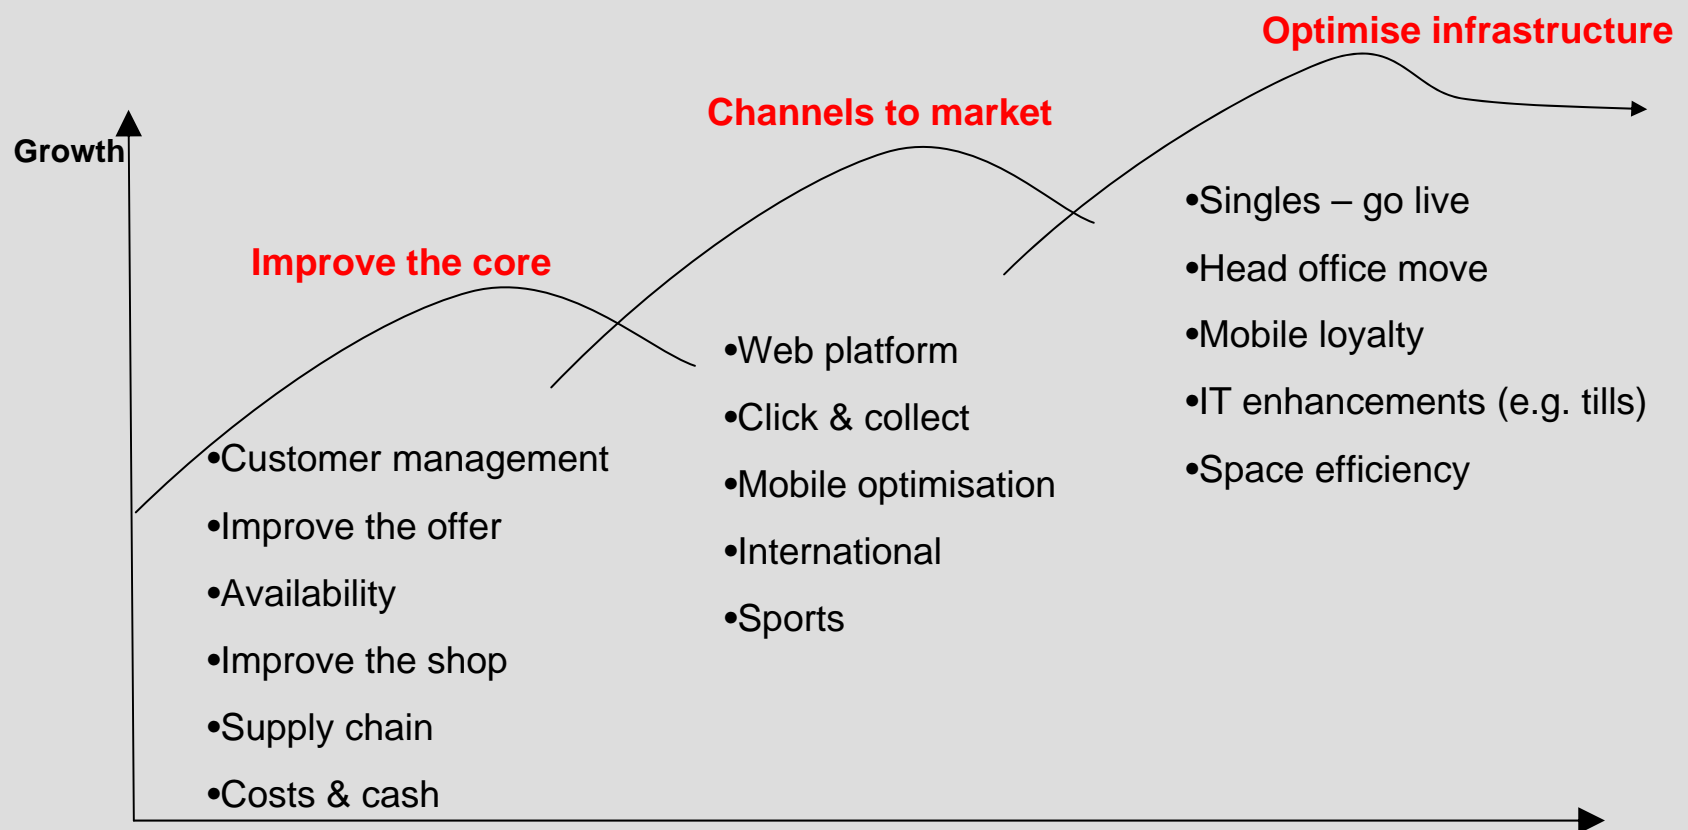 Optimise infrastructure
Channels to market
Growth
Improve the core
•Customer management
•Improve the offer
•Availability
•Improve the shop
•Supply chain
•Costs & cash
•Web platform
•Click & collect
•Mobile optimisation
•International
•Sports
•Singles – go live
•Head office move
•Mobile loyalty
•IT enhancements (e.g. tills)
•Space efficiency